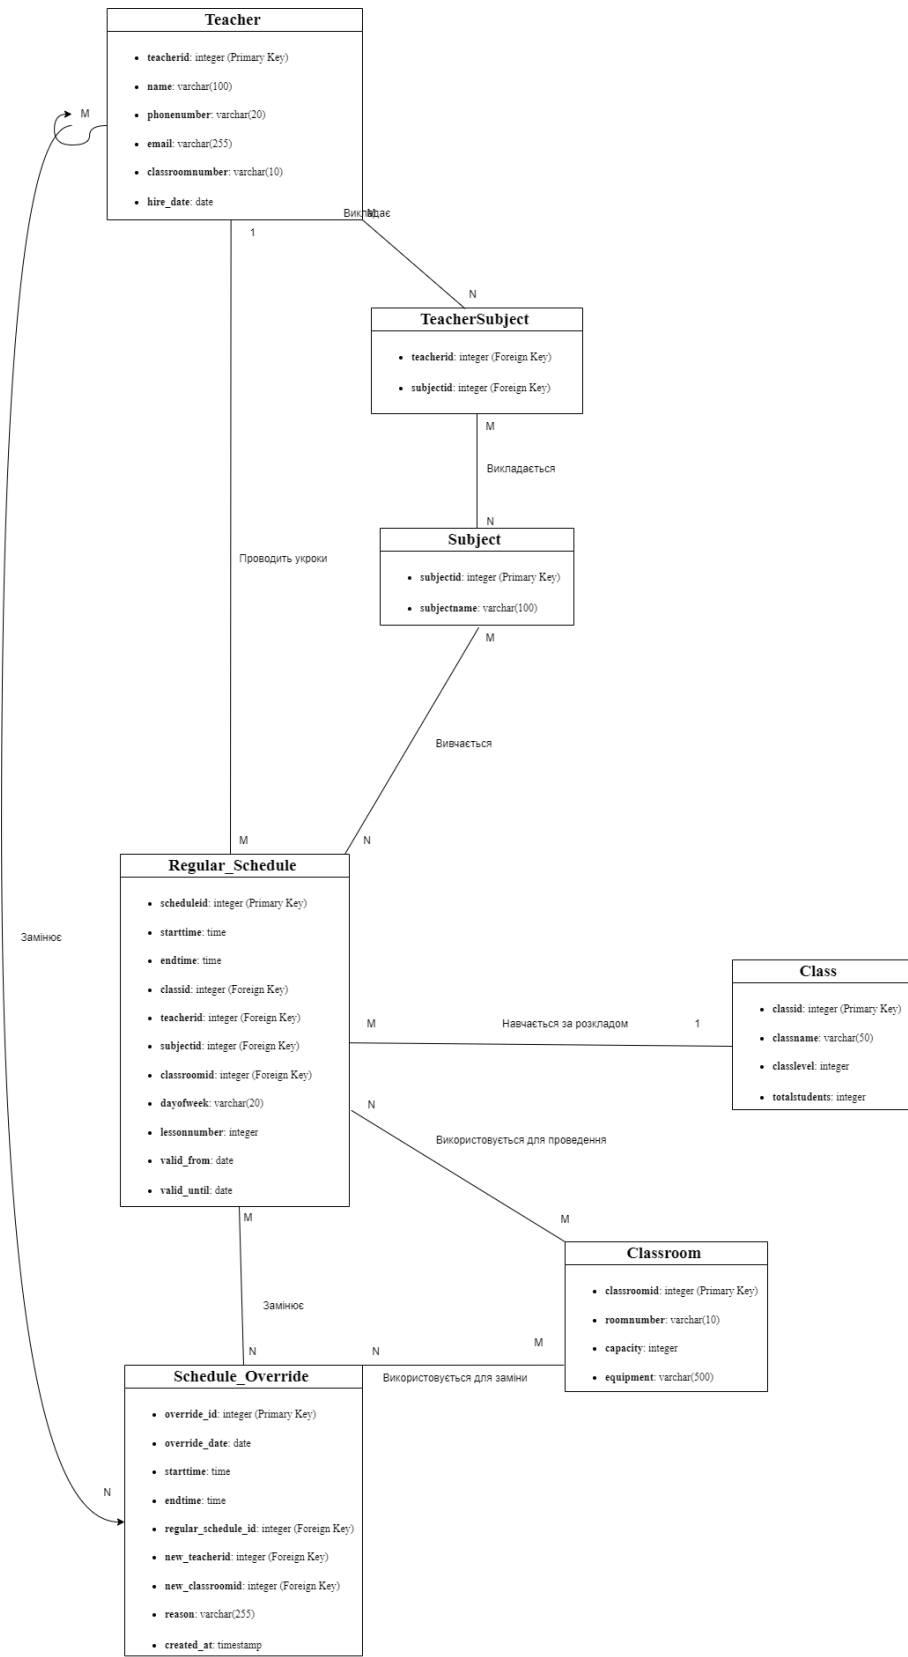 Teacher
teacherid: integer (Primary Key)
name: varchar(100)
M
phonenumber: varchar(20)
email: varchar(255)
classroomnumber: varchar(10)
hire_date: date
Викладає
M
1
N
TeacherSubject
teacherid: integer (Foreign Key)
subjectid: integer (Foreign Key)
M
Викладається
N
Subject
subjectid: integer (Primary Key)
subjectname: varchar(100)
M
Проводить укроки
Вивчається
M
N
Regular_Schedule
scheduleid: integer (Primary Key)
starttime: time
endtime: time
classid: integer (Foreign Key)
teacherid: integer (Foreign Key)
subjectid: integer (Foreign Key)
classroomid: integer (Foreign Key)
dayofweek: varchar(20)
lessonnumber: integer
valid_from: date
valid_until: date
Замінює
Class
classid: integer (Primary Key)
classname: varchar(50)
classlevel: integer
totalstudents: integer
M
Навчається за розкладом
1
N
Використовується для проведення
M
Classroom
classroomid: integer (Primary Key)
roomnumber: varchar(10)
capacity: integer
equipment: varchar(500)
M
Замінює
N
N
M
Використовується для заміни
Schedule_Override
override_id: integer (Primary Key)
override_date: date
starttime: time
endtime: time
N
regular_schedule_id: integer (Foreign Key)
new_teacherid: integer (Foreign Key)
new_classroomid: integer (Foreign Key)
reason: varchar(255)
created_at: timestamp